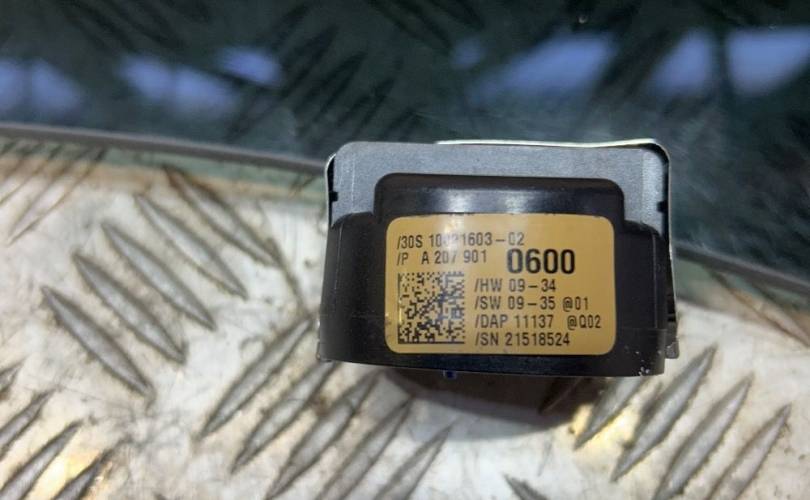 /30S 10021603-02
/P A 207 901 0600
/HW 09-34
/SW 09-35 @01
/DAP 11137 @Q02
/SN 21518524